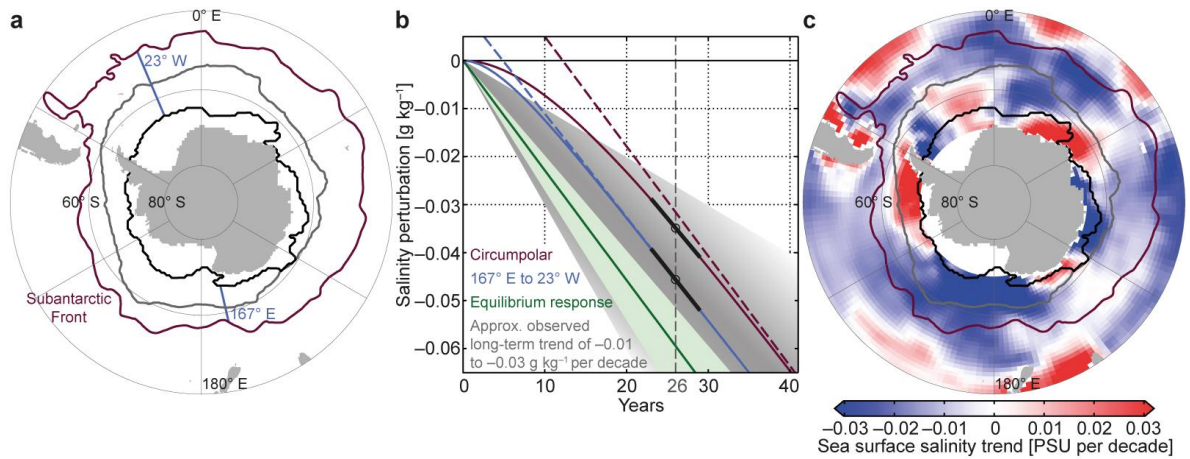 a
0° E
23° W
60° S
80° S
Subantarctic
Front
167° E
180° E
b
Salinity perturbation [g kg⁻¹]
0
−0.01
−0.02
−0.03
−0.04
−0.05
−0.06
Circumpolar
167° E to 23° W
Equilibrium response
Approx. observed
long-term trend of −0.01
to −0.03 g kg⁻¹ per decade
0
10
20
26
30
40
Years
c
0° E
60° S
80° S
180° E
−0.03
−0.02
−0.01
0
0.01
0.02
0.03
Sea surface salinity trend [PSU per decade]